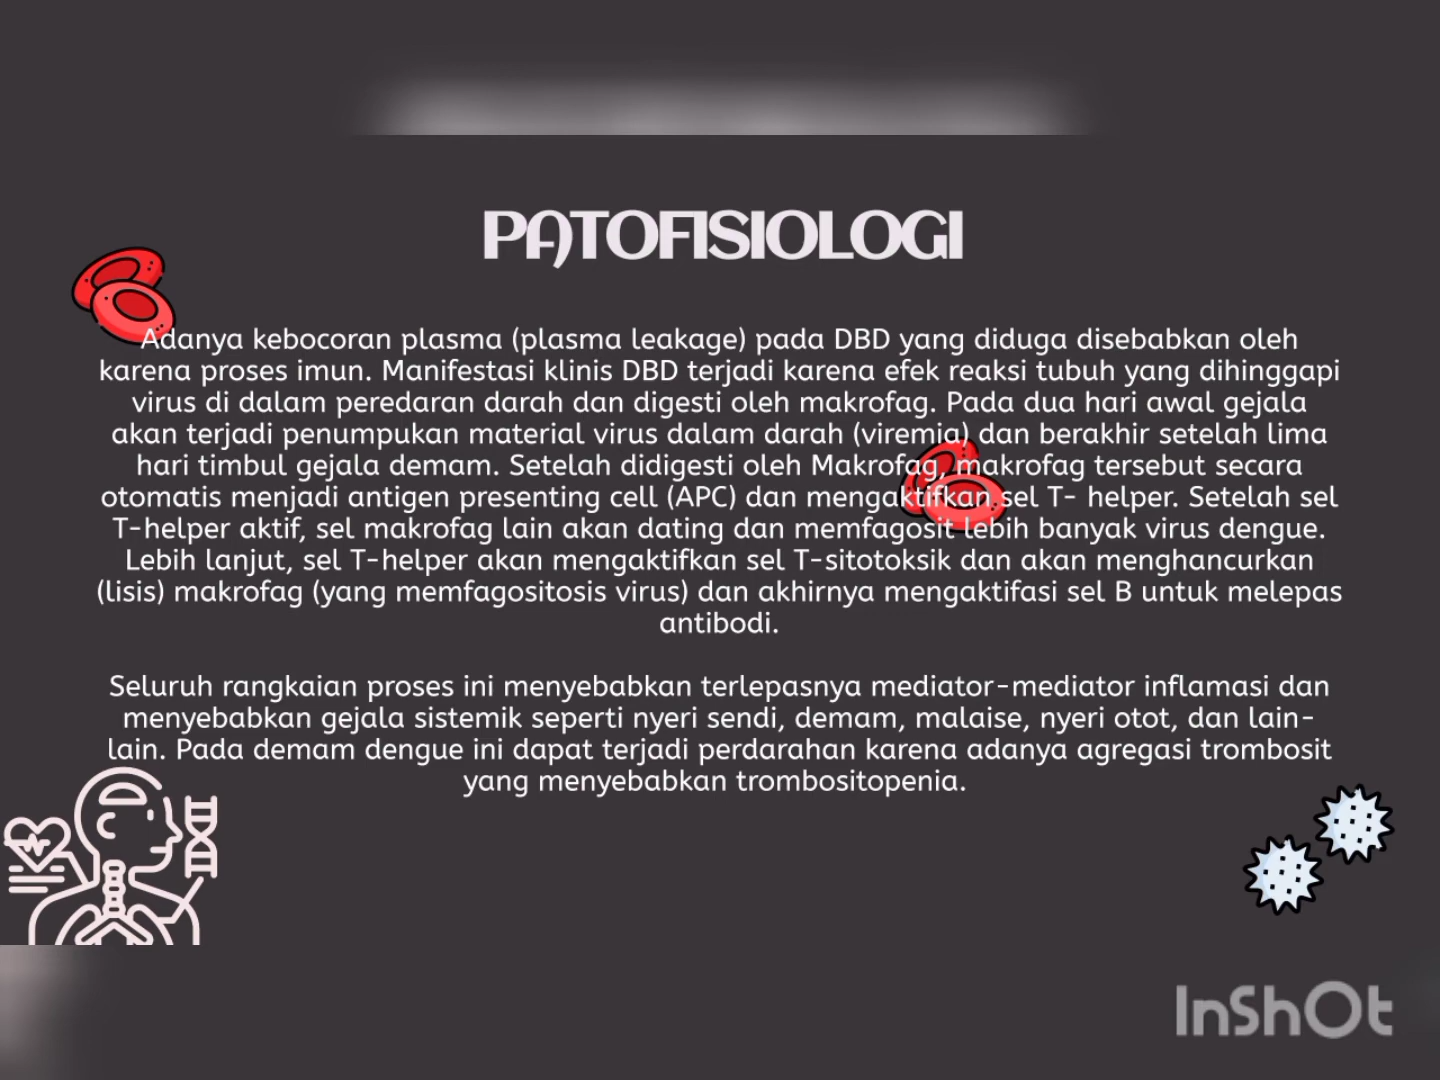 PATOFISIOLOGI
Adanya kebocoran plasma (plasma leakage) pada DBD yang diduga disebabkan oleh
karena proses imun. Manifestasi klinis DBD terjadi karena efek reaksi tubuh yang dihinggapi
virus di dalam peredaran darah dan digesti oleh makrofag. Pada dua hari awal gejala
akan terjadi penumpukan material virus dalam darah (viremia) dan berakhir setelah lima
hari timbul gejala demam. Setelah didigesti oleh Makrofag, makrofag tersebut secara
otomatis menjadi antigen presenting cell (APC) dan mengaktifkan sel T- helper. Setelah sel
T-helper aktif, sel makrofag lain akan dating dan memfagosit lebih banyak virus dengue.
Lebih lanjut, sel T-helper akan mengaktifkan sel T-sitotoksik dan akan menghancurkan
(lisis) makrofag (yang memfagositosis virus) dan akhirnya mengaktifasi sel B untuk melepas
antibodi.
Seluruh rangkaian proses ini menyebabkan terlepasnya mediator-mediator inflamasi dan
menyebabkan gejala sistemik seperti nyeri sendi, demam, malaise, nyeri otot, dan lain-
lain. Pada demam dengue ini dapat terjadi perdarahan karena adanya agregasi trombosit
yang menyebabkan trombositopenia.
InShOt